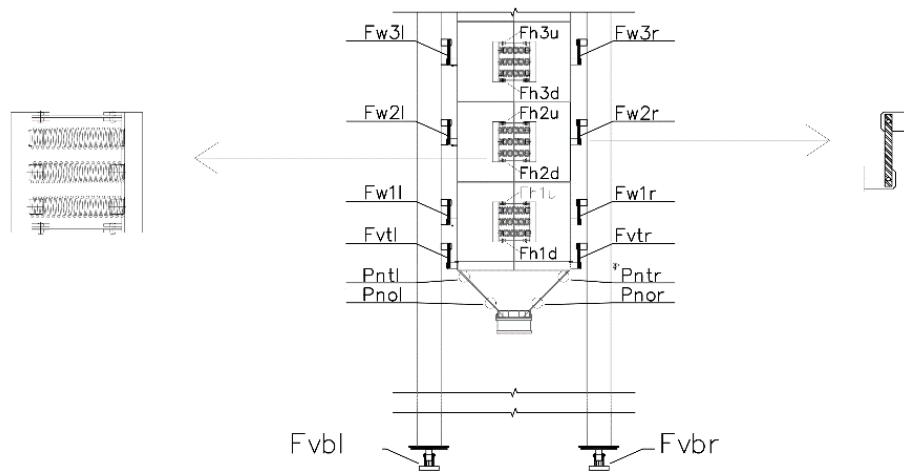 Fw3l Fh3u Fw3r
Fh3d
Fw2l Fh2u Fw2r
Fh2d
Fw1l Fh1u Fw1r
Fvtl Fh1d Fvtr
Pntl Pntr
Pnol Pnor
Fvbl Fvbr